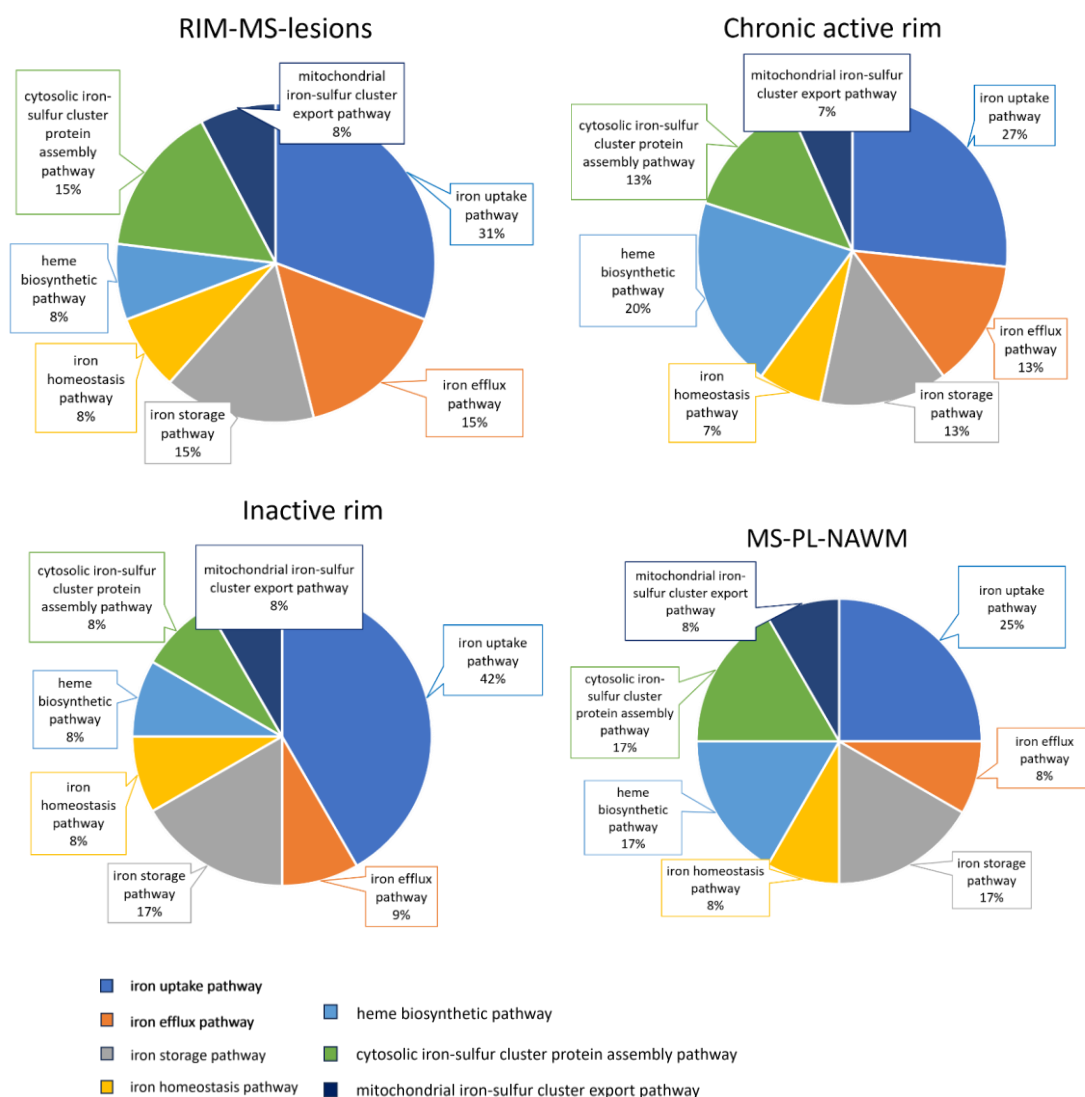 RIM-MS-lesions
mitochondrial
iron-sulfur cluster
export pathway
8%
cytosolic iron-
sulfur cluster
protein
assembly
pathway
15%
iron uptake
pathway
31%
heme
biosynthetic
pathway
8%
iron
homeostasis
pathway
8%
iron storage
pathway
15%
iron efflux
pathway
15%
Chronic active rim
mitochondrial iron-sulfur
cluster export pathway
7%
iron uptake
pathway
27%
cytosolic iron-sulfur
cluster protein
assembly pathway
13%
heme
biosynthetic
pathway
20%
iron efflux
pathway
13%
iron
homeostasis
pathway
7%
iron storage
pathway
13%
Inactive rim
cytosolic iron-sulfur
cluster protein
assembly pathway
8%
mitochondrial iron-sulfur
cluster export pathway
8%
iron uptake
pathway
42%
heme
biosynthetic
pathway
8%
iron
homeostasis
pathway
8%
iron storage
pathway
17%
iron efflux
pathway
9%
MS-PL-NAWM
mitochondrial iron-
sulfur cluster export
pathway
8%
iron uptake
pathway
25%
cytosolic iron-
sulfur cluster
protein assembly
pathway
17%
iron efflux
pathway
8%
heme
biosynthetic
pathway
17%
iron homeostasis
pathway
8%
iron storage
pathway
17%
iron uptake pathway
iron efflux pathway
iron storage pathway
iron homeostasis pathway
heme biosynthetic pathway
cytosolic iron-sulfur cluster protein assembly pathway
mitochondrial iron-sulfur cluster export pathway